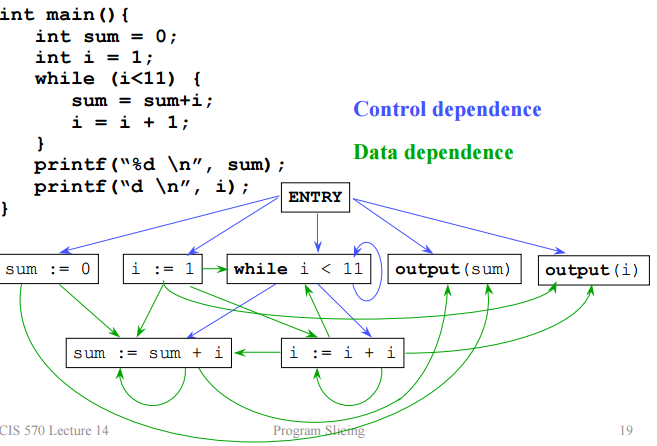 int main(){
int sum = 0;
int i = 1;
while (i<11) {
sum = sum+i;
i = i + 1;
}
printf(“%d \n”, sum);
printf(“d \n”, i);
}
Control dependence
Data dependence
ENTRY
sum := 0
i := 1
while i < 11
output(sum)
output(i)
sum := sum + i
i := i + i
CIS 570 Lecture 14
Program Slicing
19